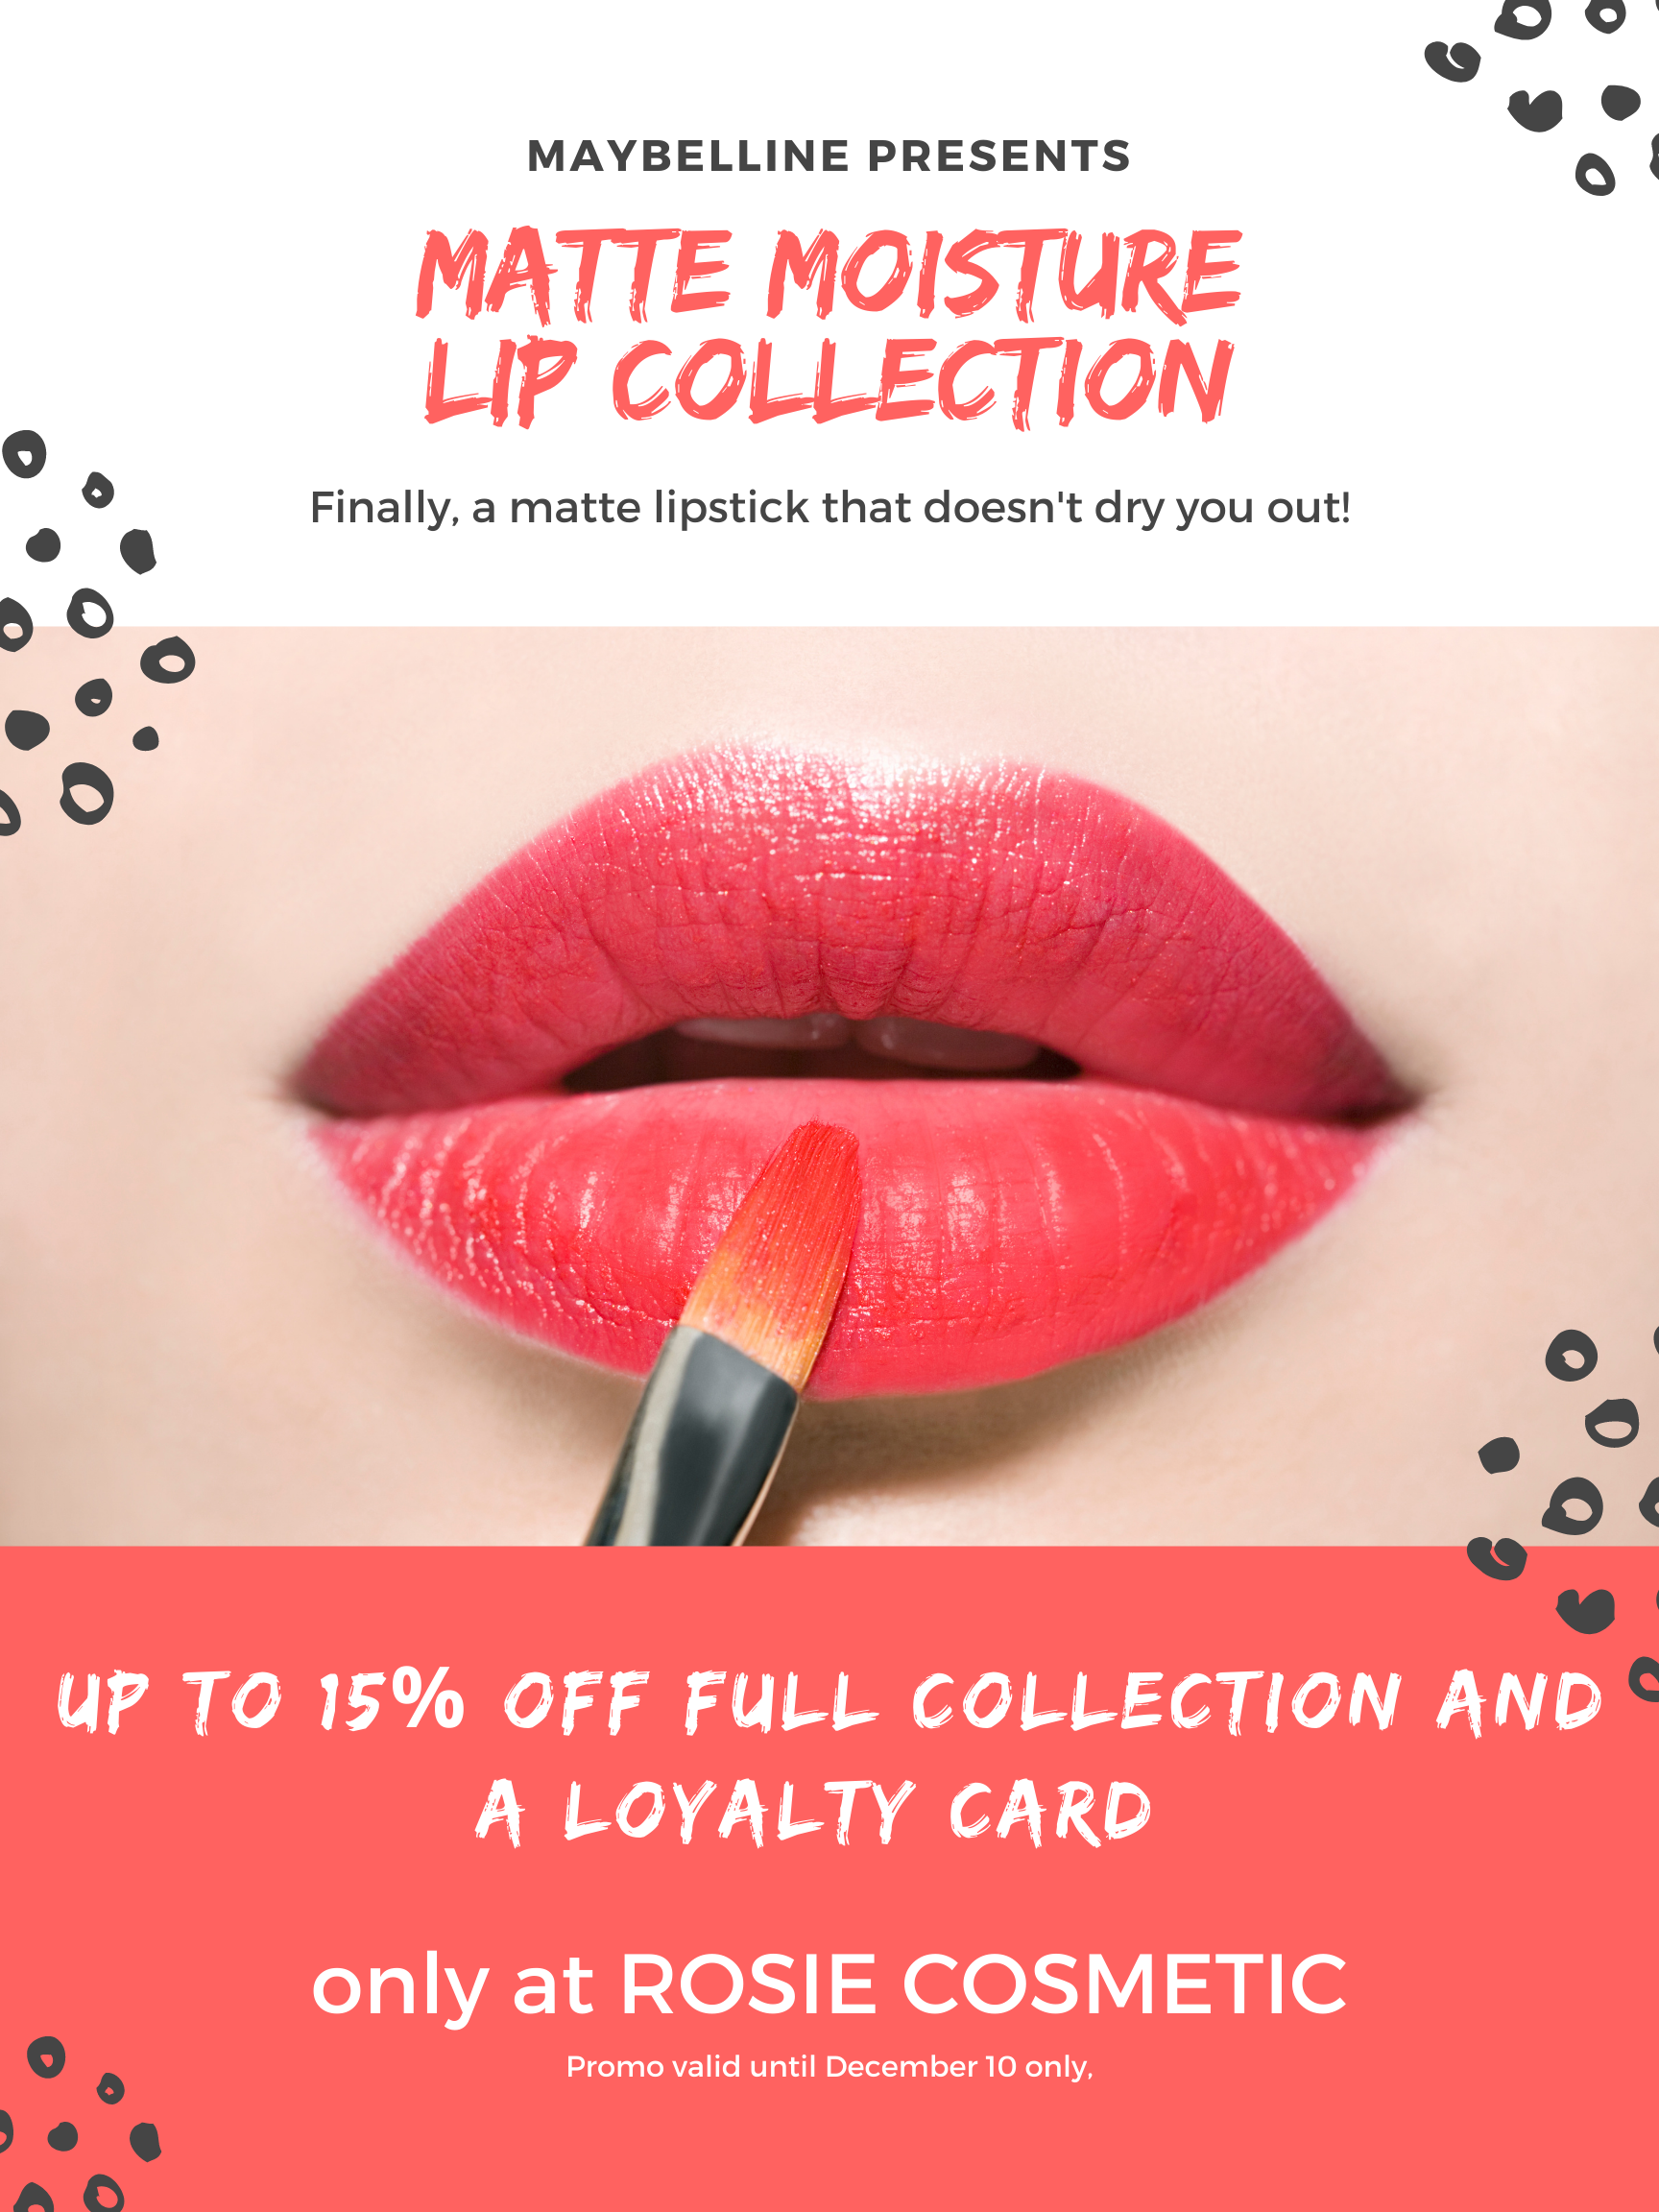 MAYBELLINE PRESENTS
MATTE MOISTURE
LIP COLLECTION
Finally, a matte lipstick that doesn't dry you out!
UP TO 15% OFF FULL COLLECTION AND
A LOYALTY CARD
only at ROSIE COSMETIC
Promo valid until December 10 only,